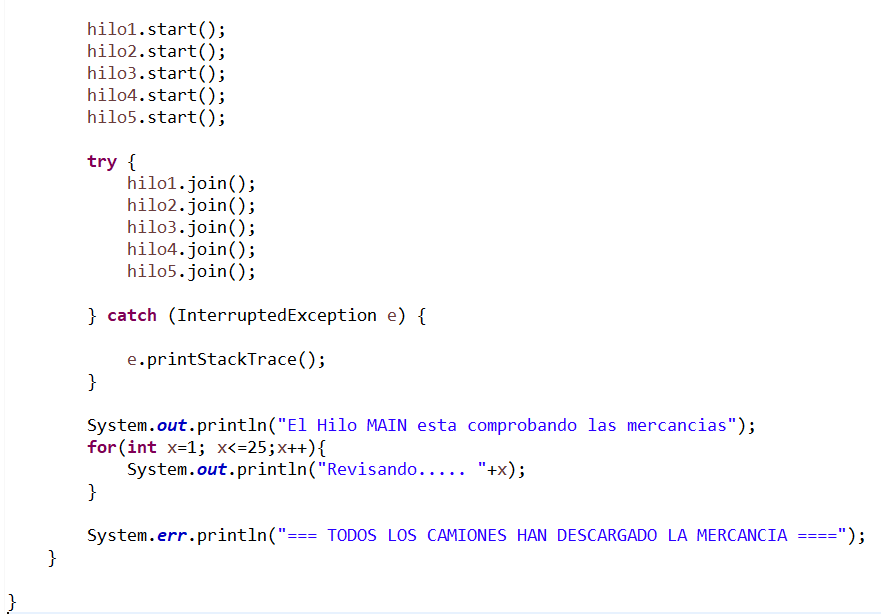 hilo1.start();
hilo2.start();
hilo3.start();
hilo4.start();
hilo5.start();
try {
hilo1.join();
hilo2.join();
hilo3.join();
hilo4.join();
hilo5.join();
} catch (InterruptedException e) {
e.printStackTrace();
}
System.out.println("El Hilo MAIN esta comprobando las mercancias");
for(int x=1; x<=25;x++){
System.out.println("Revisando..... "+x);
}
System.err.println("=== TODOS LOS CAMIONES HAN DESCARGADO LA MERCANCIA ====");
}
}